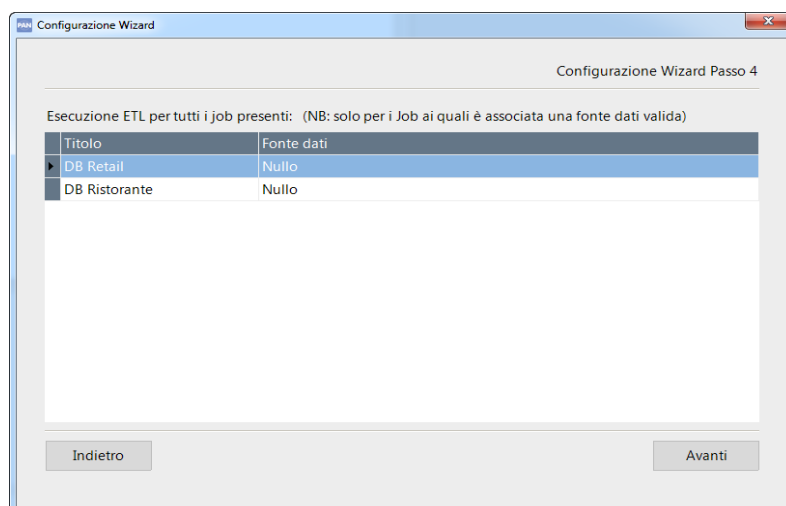 PAN Configurazione Wizard
Configurazione Wizard Passo 4
Esecuzione ETL per tutti i job presenti: (NB: solo per i Job ai quali è associata una fonte dati valida)
Titolo Fonte dati
DB Retail Nullo
DB Ristorante Nullo
Indietro Avanti